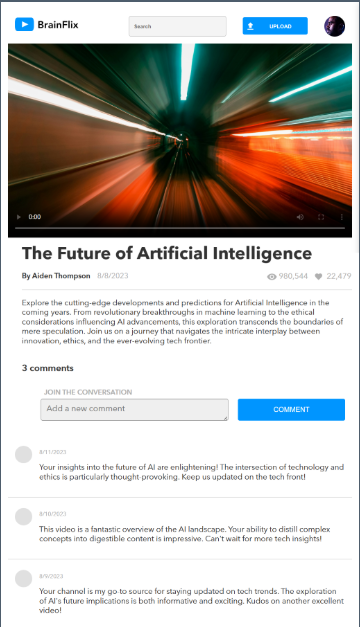 BrainFlix
Search
UPLOAD
0:00
The Future of Artificial Intelligence
By Aiden Thompson 8/8/2023
980,544 22,479
Explore the cutting-edge developments and predictions for Artificial Intelligence in the
coming years. From revolutionary breakthroughs in machine learning to the ethical
considerations influencing AI advancements, this exploration transcends the boundaries of
mere speculation. Join us on a journey that navigates the intricate interplay between
innovation, ethics, and the ever-evolving tech frontier.
3 comments
JOIN THE CONVERSATION
Add a new comment
COMMENT
8/11/2023
Your insights into the future of AI are enlightening! The intersection of technology and
ethics is particularly thought-provoking. Keep us updated on the tech front!
8/10/2023
This video is a fantastic overview of the AI landscape. Your ability to distill complex
concepts into digestible content is impressive. Can't wait for more tech insights!
8/9/2023
Your channel is my go-to source for staying updated on tech trends. The exploration
of AI's future implications is both informative and exciting. Kudos on another excellent
video!